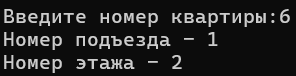 Введите номер квартиры:6
Номер подъезда - 1
Номер этажа - 2